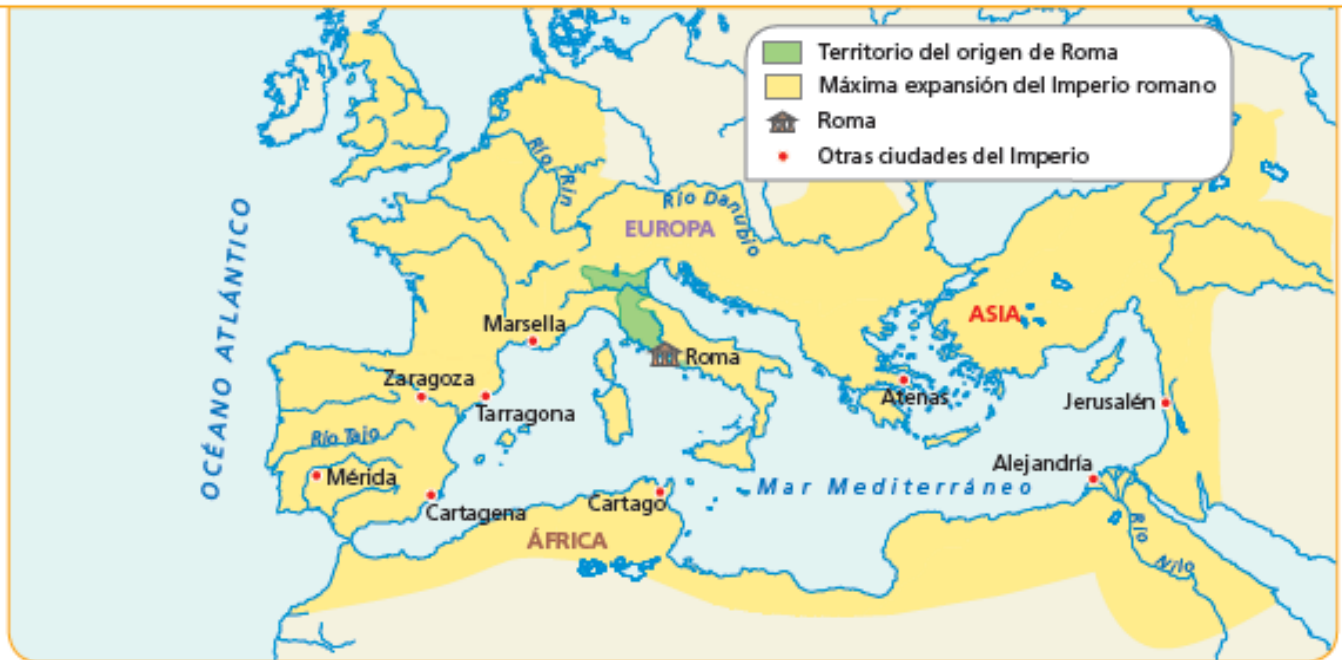 Territorio del origen de Roma
Máxima expansión del Imperio romano
Roma
Otras ciudades del Imperio
OCÉANO ATLÁNTICO
Río Rin
Río Danubio
EUROPA
Marsella
ASIA
Roma
Zaragoza
Tarragona
Atenas
Jerusalén
Río Tajo
Mérida
Alejandría
Mar Mediterráneo
Cartagena
Cartago
ÁFRICA
Río Nilo